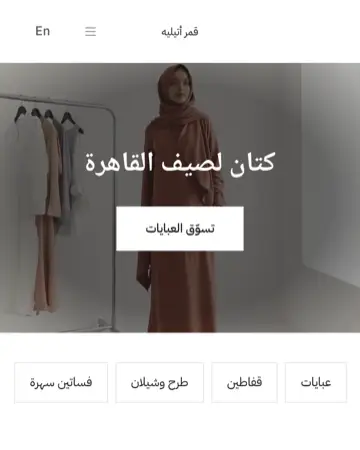 قمر أتيليه
En
كتان لصيف القاهرة
تسوّق العبايات
عبايات
قفاطين
طرح وشيلان
فساتين سهرة